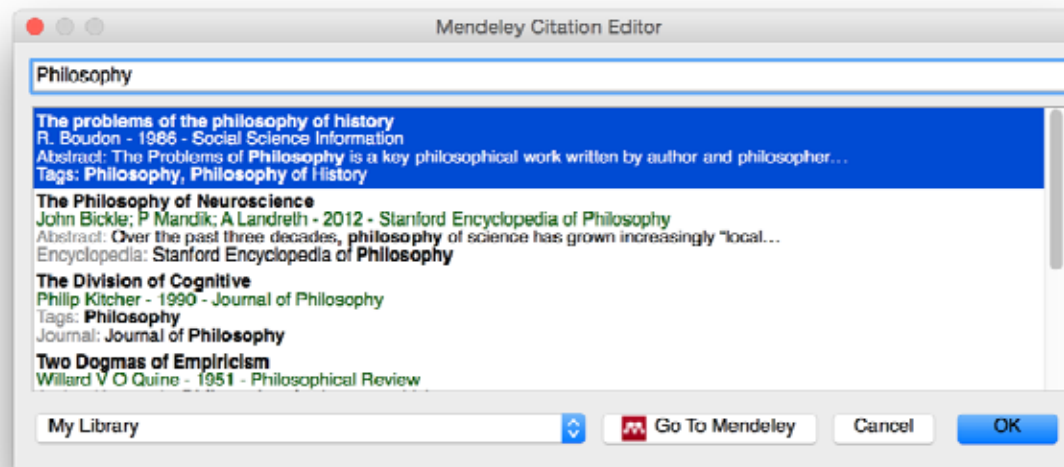 Mendeley Citation Editor
Philosophy
The problems of the philosophy of history
R. Boudon - 1986 - Social Science Information
Abstract: The Problems of Philosophy is a key philosophical work written by author and philosopher...
Tags: Philosophy, Philosophy of History
The Philosophy of Neuroscience
John Bickle; P Mandik; A Landreth - 2012 - Stanford Encyclopedia of Philosophy
Abstract: Over the past three decades, philosophy of science has grown increasingly "local...
Encyclopedia: Stanford Encyclopedia of Philosophy
The Division of Cognitive
Philip Kitcher - 1990 - Journal of Philosophy
Tags: Philosophy
Journal: Journal of Philosophy
Two Dogmas of Empiricism
Willard V O Quine - 1951 - Philosophical Review
My Library
Go To Mendeley
Cancel
OK